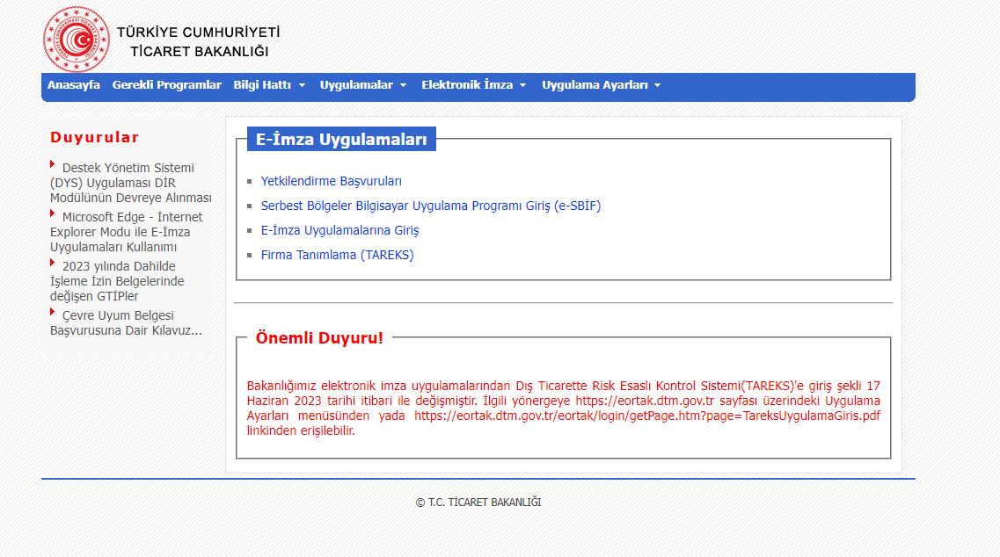 TÜRKİYE CUMHURİYETİ
TİCARET BAKANLIĞI
Anasayfa Gerekli Programlar Bilgi Hattı Uygulamalar Elektronik İmza Uygulama Ayarları
Duyurular
Destek Yönetim Sistemi
(DYS) Uygulaması DİR
Modülünün Devreye Alınması
Microsoft Edge - İnternet
Explorer Modu ile E-İmza
Uygulamaları Kullanımı
2023 yılında Dahilde
İşleme İzin Belgelerinde
değişen GTİPler
Çevre Uyum Belgesi
Başvurusuna Dair Kılavuz...
E-İmza Uygulamaları
Yetkilendirme Başvuruları
Serbest Bölgeler Bilgisayar Uygulama Programı Giriş (e-SBİF)
E-İmza Uygulamalarına Giriş
Firma Tanımlama (TAREKS)
Önemli Duyuru!
Bakanlığımız elektronik imza uygulamalarından Dış Ticarette Risk Esaslı Kontrol Sistemi(TAREKS)'e giriş şekli 17
Haziran 2023 tarihi itibari ile değişmiştir. İlgili yönergeye https://eortak.dtm.gov.tr sayfası üzerindeki Uygulama
Ayarları menüsünden yada https://eortak.dtm.gov.tr/eortak/login/getPage.htm?page=TareksUygulamaGiris.pdf
linkinden erişilebilir.
© T.C. TİCARET BAKANLIĞI